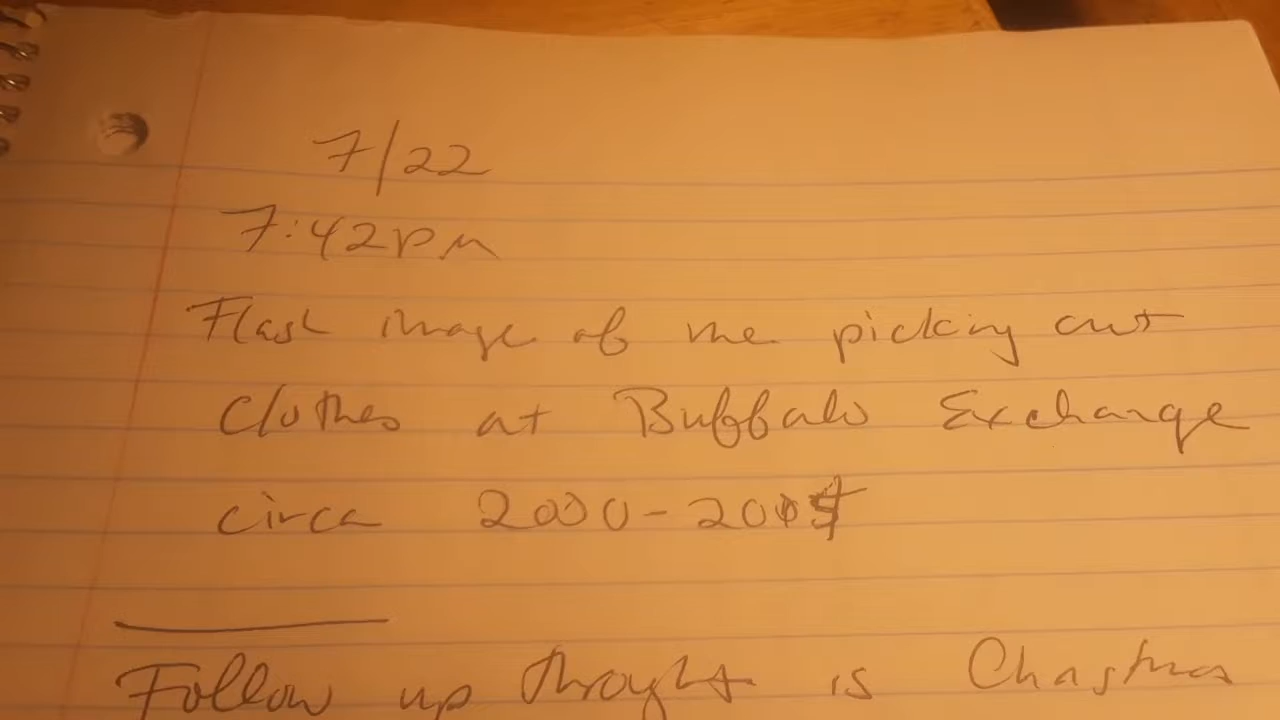 7/22
7:42pm
Flash image of me picking out
clothes at Buffalo Exchange
circa 2000-200
Follow up thought is